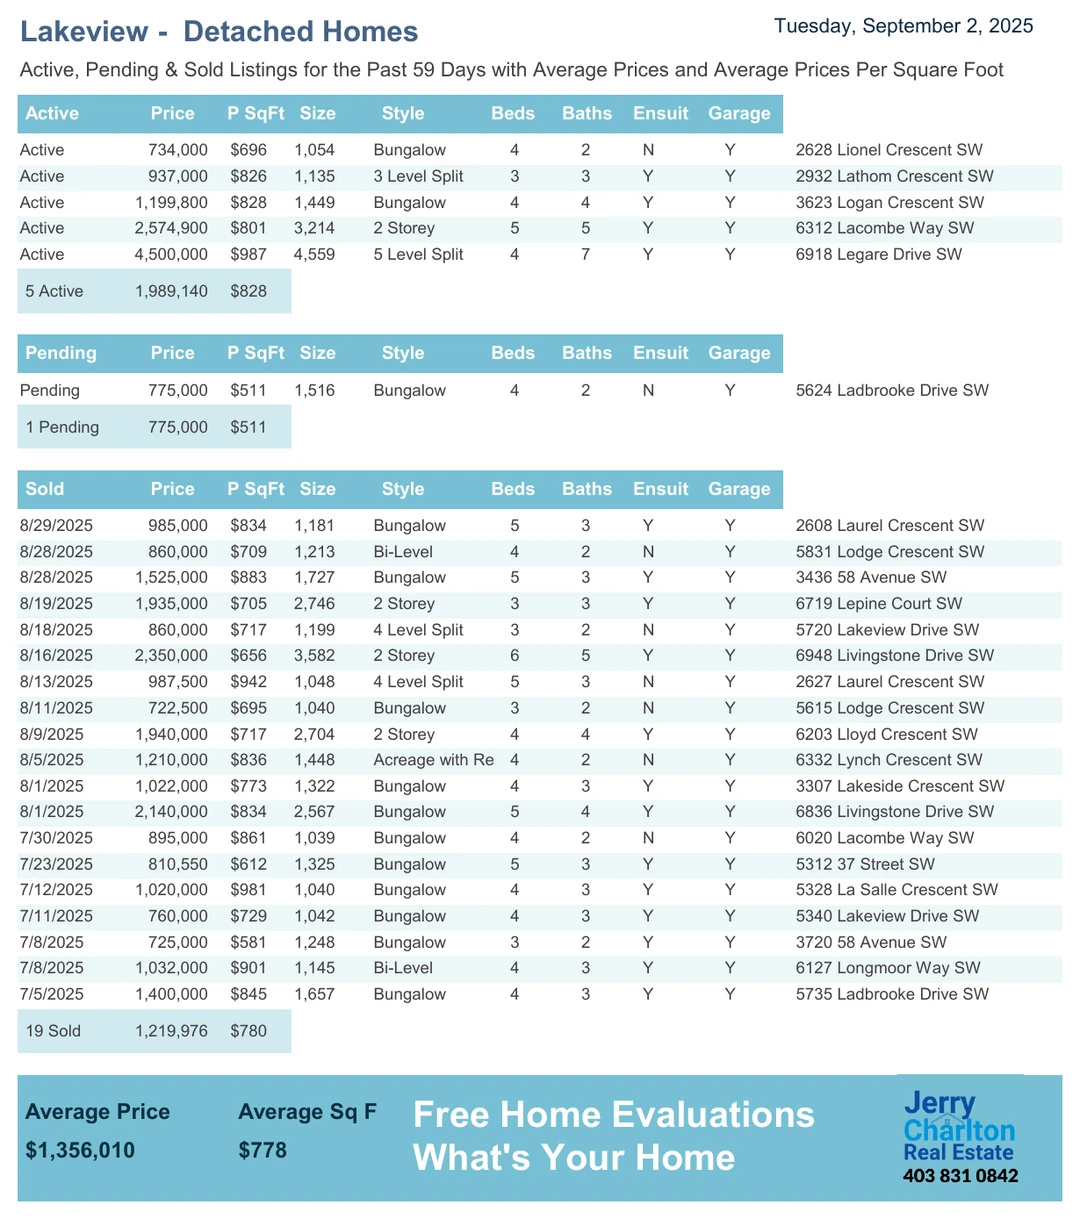 Lakeview - Detached Homes
Tuesday, September 2, 2025
Active, Pending & Sold Listings for the Past 59 Days with Average Prices and Average Prices Per Square Foot
Active Price P SqFt Size Style Beds Baths Ensuit Garage
Active 734,000 $696 1,054 Bungalow 4 2 N Y 2628 Lionel Crescent SW
Active 937,000 $826 1,135 3 Level Split 3 3 Y Y 2932 Lathom Crescent SW
Active 1,199,800 $828 1,449 Bungalow 4 4 Y Y 3623 Logan Crescent SW
Active 2,574,900 $801 3,214 2 Storey 5 5 Y Y 6312 Lacombe Way SW
Active 4,500,000 $987 4,559 5 Level Split 4 7 Y Y 6918 Legare Drive SW
5 Active 1,989,140 $828
Pending Price P SqFt Size Style Beds Baths Ensuit Garage
Pending 775,000 $511 1,516 Bungalow 4 2 N Y 5624 Ladbrooke Drive SW
1 Pending 775,000 $511
Sold Price P SqFt Size Style Beds Baths Ensuit Garage
8/29/2025 985,000 $834 1,181 Bungalow 5 3 Y Y 2608 Laurel Crescent SW
8/28/2025 860,000 $709 1,213 Bi-Level 4 2 N Y 5831 Lodge Crescent SW
8/28/2025 1,525,000 $883 1,727 Bungalow 5 3 Y Y 3436 58 Avenue SW
8/19/2025 1,935,000 $705 2,746 2 Storey 3 3 Y Y 6719 Lepine Court SW
8/18/2025 860,000 $717 1,199 4 Level Split 3 2 N Y 5720 Lakeview Drive SW
8/16/2025 2,350,000 $656 3,582 2 Storey 6 5 Y Y 6948 Livingstone Drive SW
8/13/2025 987,500 $942 1,048 4 Level Split 5 3 N Y 2627 Laurel Crescent SW
8/11/2025 722,500 $695 1,040 Bungalow 3 2 N Y 5615 Lodge Crescent SW
8/9/2025 1,940,000 $717 2,704 2 Storey 4 4 Y Y 6203 Lloyd Crescent SW
8/5/2025 1,210,000 $836 1,448 Acreage with Re 4 2 N Y 6332 Lynch Crescent SW
8/1/2025 1,022,000 $773 1,322 Bungalow 4 3 Y Y 3307 Lakeside Crescent SW
8/1/2025 2,140,000 $834 2,567 Bungalow 5 4 Y Y 6836 Livingstone Drive SW
7/30/2025 895,000 $861 1,039 Bungalow 4 2 N Y 6020 Lacombe Way SW
7/23/2025 810,550 $612 1,325 Bungalow 5 3 Y Y 5312 37 Street SW
7/12/2025 1,020,000 $981 1,040 Bungalow 4 3 Y Y 5328 La Salle Crescent SW
7/11/2025 760,000 $729 1,042 Bungalow 4 3 Y Y 5340 Lakeview Drive SW
7/8/2025 725,000 $581 1,248 Bungalow 3 2 Y Y 3720 58 Avenue SW
7/8/2025 1,032,000 $901 1,145 Bi-Level 4 3 Y Y 6127 Longmoor Way SW
7/5/2025 1,400,000 $845 1,657 Bungalow 4 3 Y Y 5735 Ladbrooke Drive SW
19 Sold 1,219,976 $780
Average Price Average Sq F
$1,356,010 $778
Free Home Evaluations
What's Your Home
Jerry
Charlton
Real Estate
403 831 0842